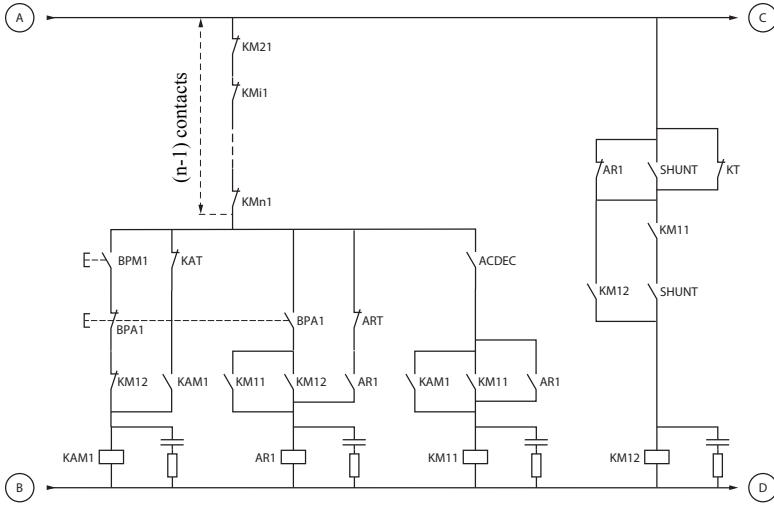 A
C
KM21
KMi1
(n-1) contacts
KMn1
AR1
SHUNT
KT
KM11
BPM1
KAT
ACDEC
KM12
SHUNT
BPA1
BPA1
ART
KM12
KAM1
KM11
KM12
AR1
KAM1
KM11
AR1
KAM1
AR1
KM11
KM12
B
D